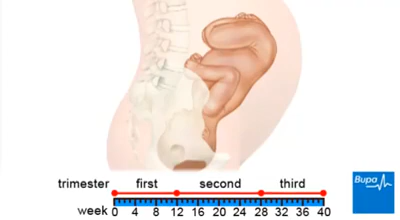 trimester first second third
week 0 4 8 12 16 20 24 28 32 36 40
Bupa